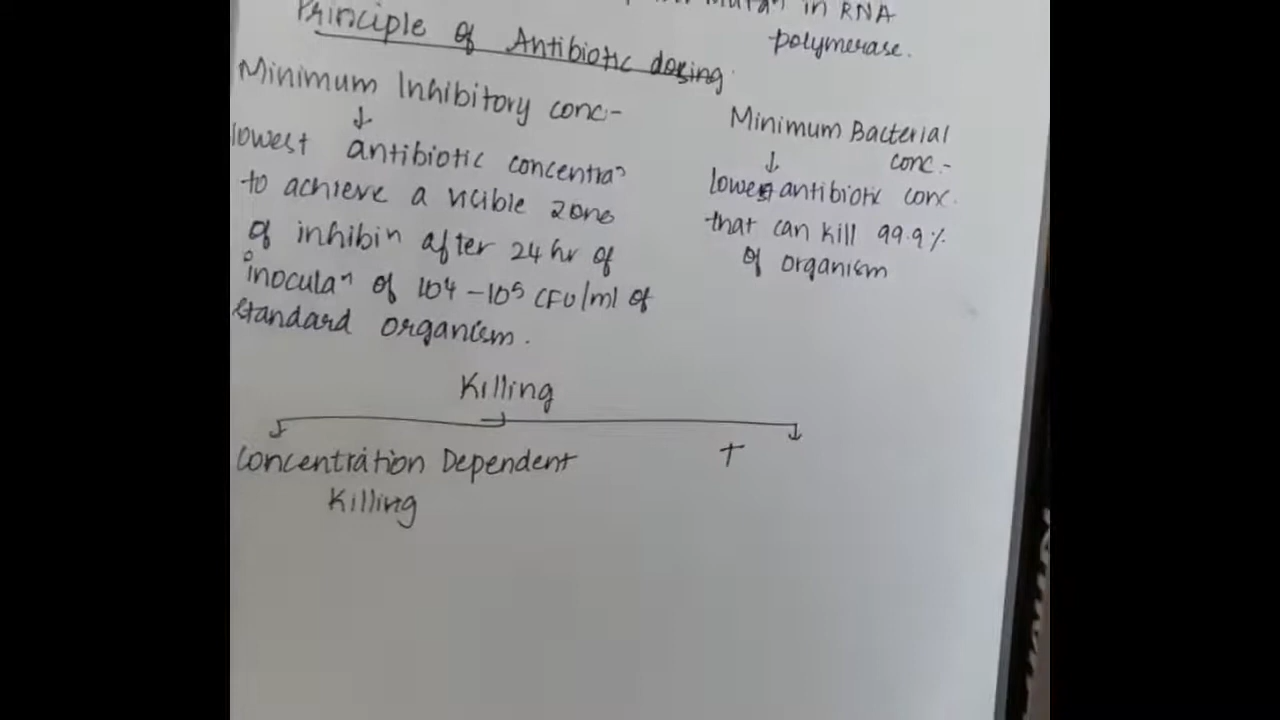 in RNA
polymerase.
Principle of Antibiotic dosing
Minimum Inhibitory conc-
lowest antibiotic concentraⁿ
to achieve a visible zone
of inhibiⁿ after 24 hr of
inoculaⁿ of 10⁴ - 10⁵ CFU/ml of
standard organism.
Minimum Bacterial
conc.-
lowest antibiotic conc.
that can kill 99.9%
of organism
Killing
Concentration Dependent
Killing
T